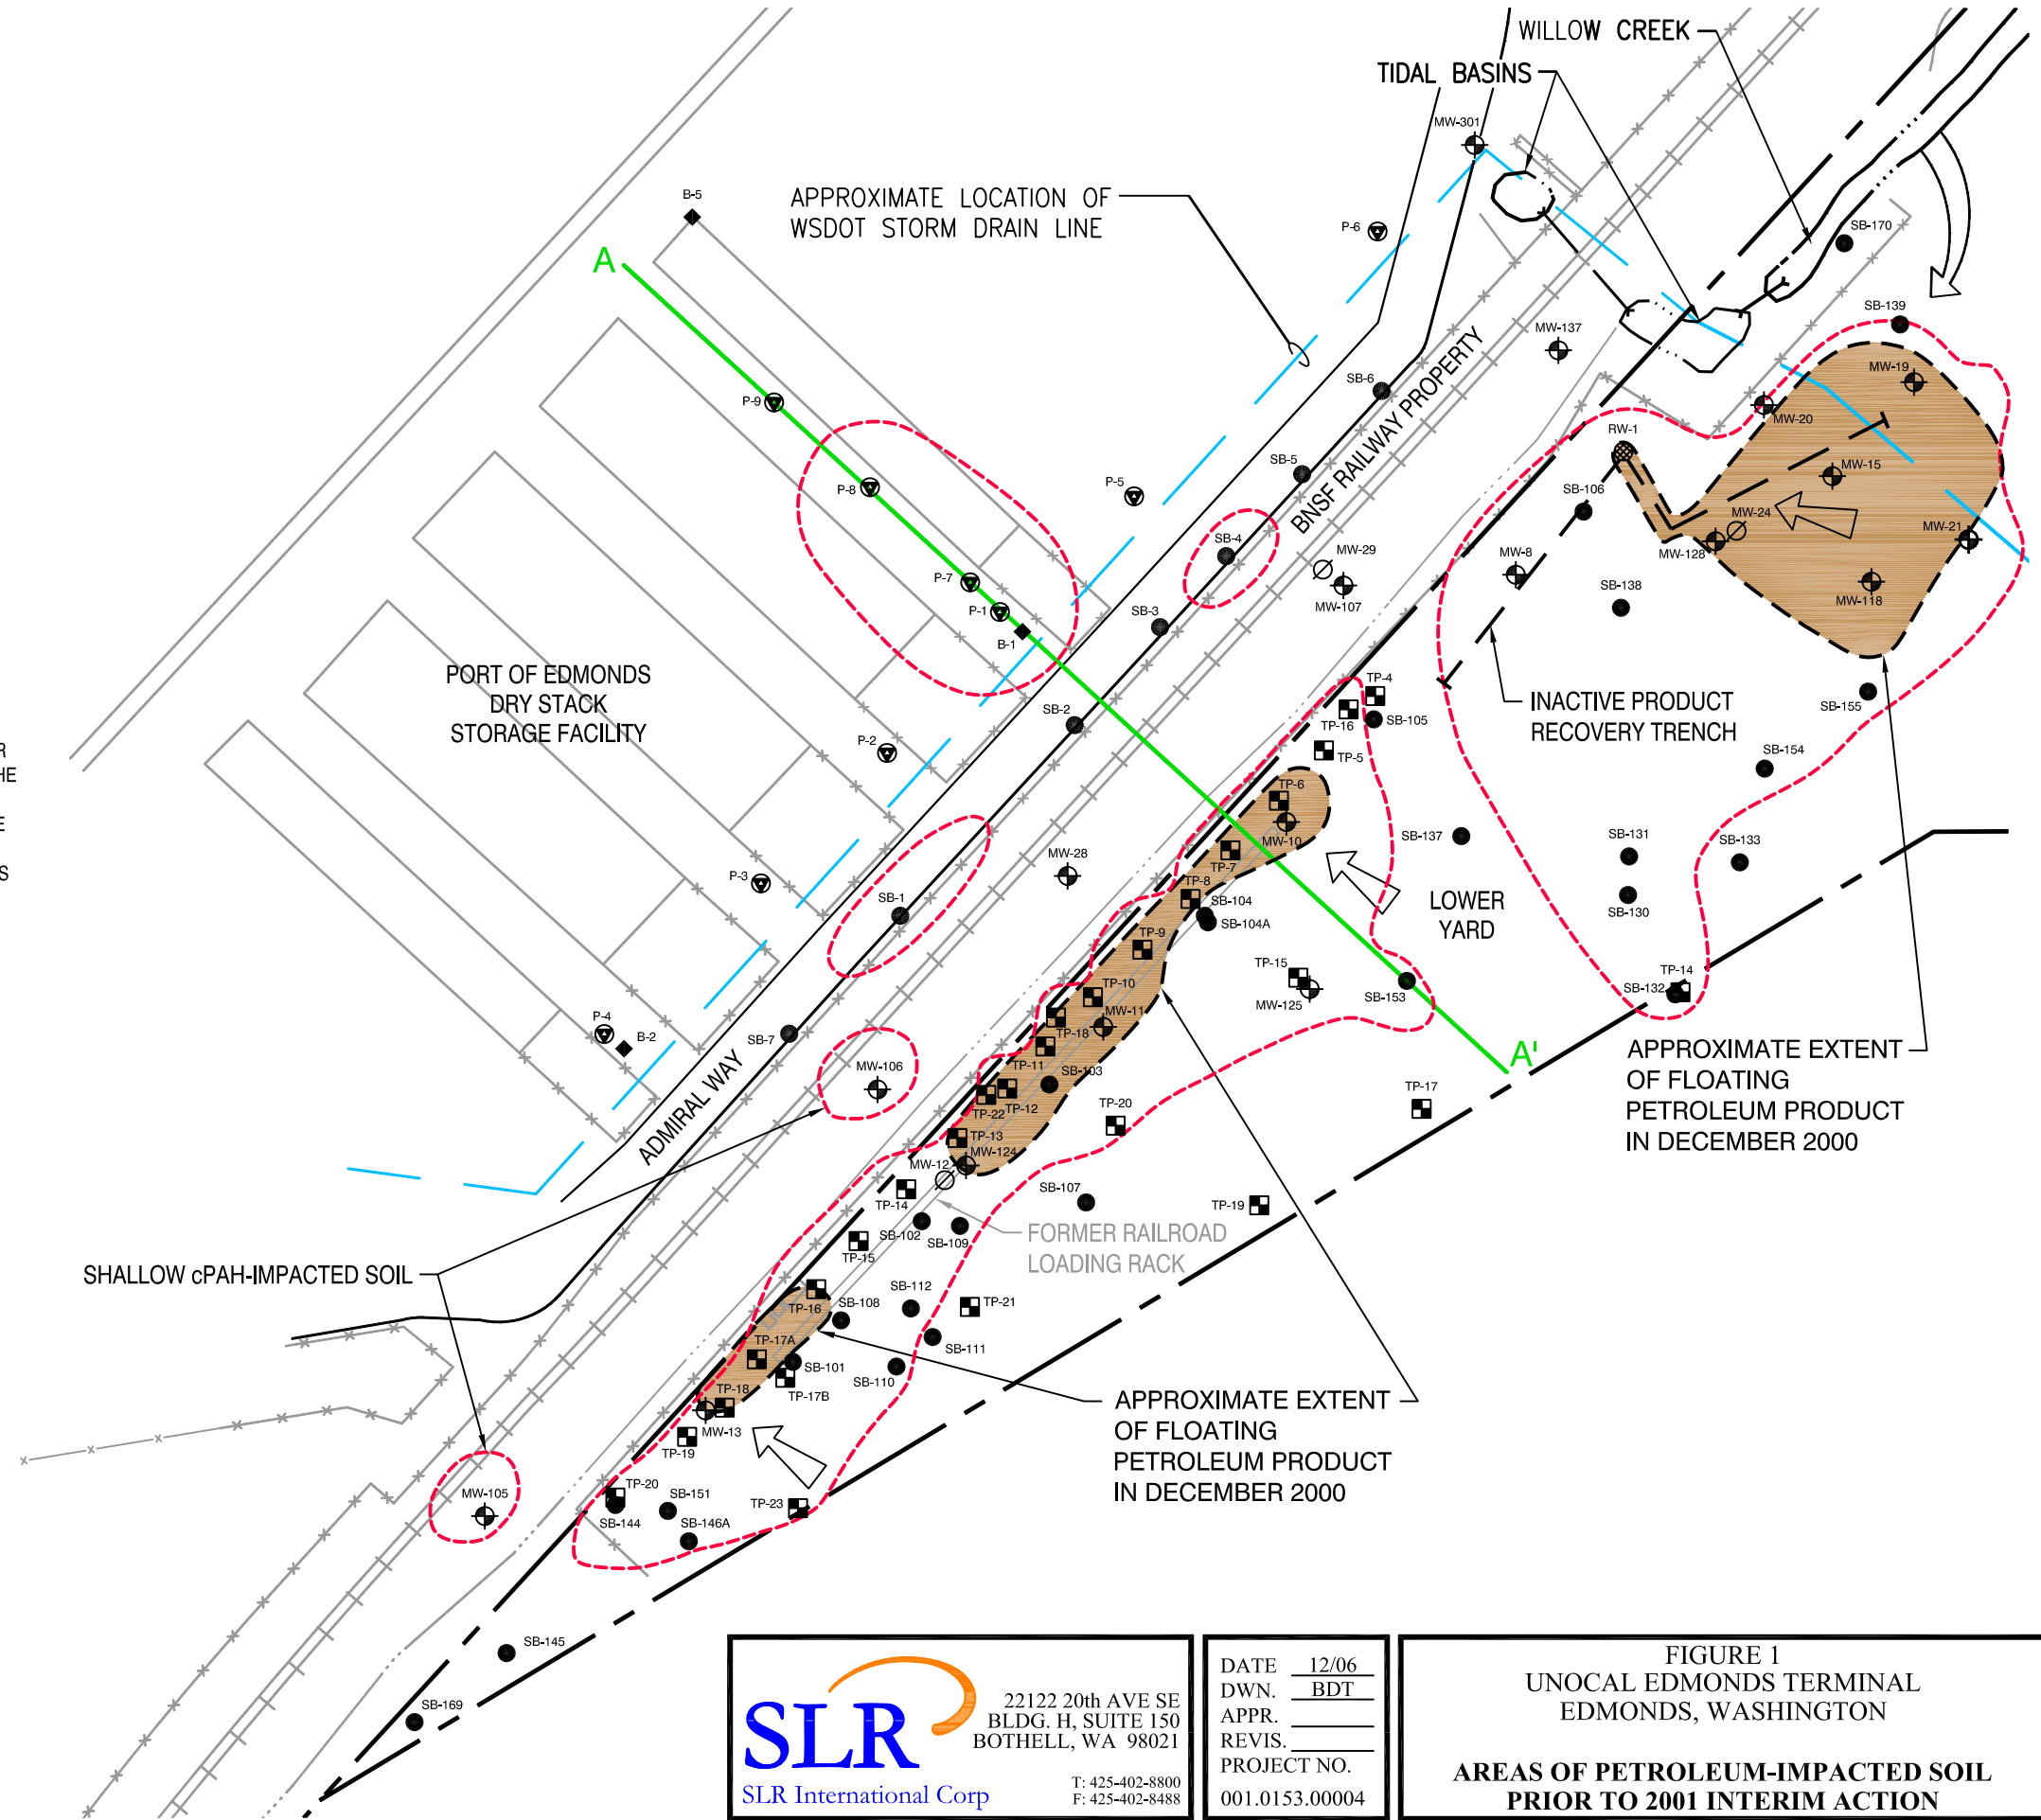 WILLOW CREEK
TIDAL BASINS
MW-301
B-5
APPROXIMATE LOCATION OF
WSDOT STORM DRAIN LINE
P-6
SB-170
A
SB-139
MW-137
MW-19
SB-6
P-9
MW-20
BNSF RAILWAY PROPERTY
RW-1
SB-5
MW-15
P-8
P-5
SB-106
MW-24
MW-21
SB-4
MW-29
MW-8
MW-128
P-7
SB-138
MW-118
MW-107
P-1
SB-3
B-1
PORT OF EDMONDS
DRY STACK
STORAGE FACILITY
TP-4
INACTIVE PRODUCT
RECOVERY TRENCH
SB-155
TP-16
SB-105
SB-2
P-2
TP-5
SB-154
R
HE
TP-6
E
SB-137
SB-131
SB-133
MW-10
MW-28
TP-7
S
P-3
TP-8
SB-104
LOWER
YARD
SB-1
SB-130
SB-104A
TP-9
TP-15
TP-14
SB-132
SB-153
MW-125
TP-10
MW-11
P-4
B-2
SB-7
TP-18
A'
APPROXIMATE EXTENT
OF FLOATING
PETROLEUM PRODUCT
IN DECEMBER 2000
ADMIRAL WAY
MW-106
TP-11
SB-103
TP-17
TP-22
TP-12
TP-20
TP-13
MW-124
MW-12
TP-14
SB-107
TP-19
SB-102
SB-109
FORMER RAILROAD
LOADING RACK
TP-15
SHALLOW cPAH-IMPACTED SOIL
TP-16
SB-108
SB-112
TP-21
TP-17A
SB-111
SB-101
SB-110
TP-17B
APPROXIMATE EXTENT
OF FLOATING
PETROLEUM PRODUCT
IN DECEMBER 2000
TP-18
MW-13
TP-19
TP-20
MW-105
SB-151
TP-23
SB-144
SB-146A
SB-145
SB-169
SLR
SLR International Corp
22122 20th AVE SE
BLDG. H, SUITE 150
BOTHELL, WA 98021
T: 425-402-8800
F: 425-402-8488
DATE 12/06
DWN. BDT
APPR.
REVIS.
PROJECT NO.
001.0153.00004
FIGURE 1
UNOCAL EDMONDS TERMINAL
EDMONDS, WASHINGTON
AREAS OF PETROLEUM-IMPACTED SOIL
PRIOR TO 2001 INTERIM ACTION